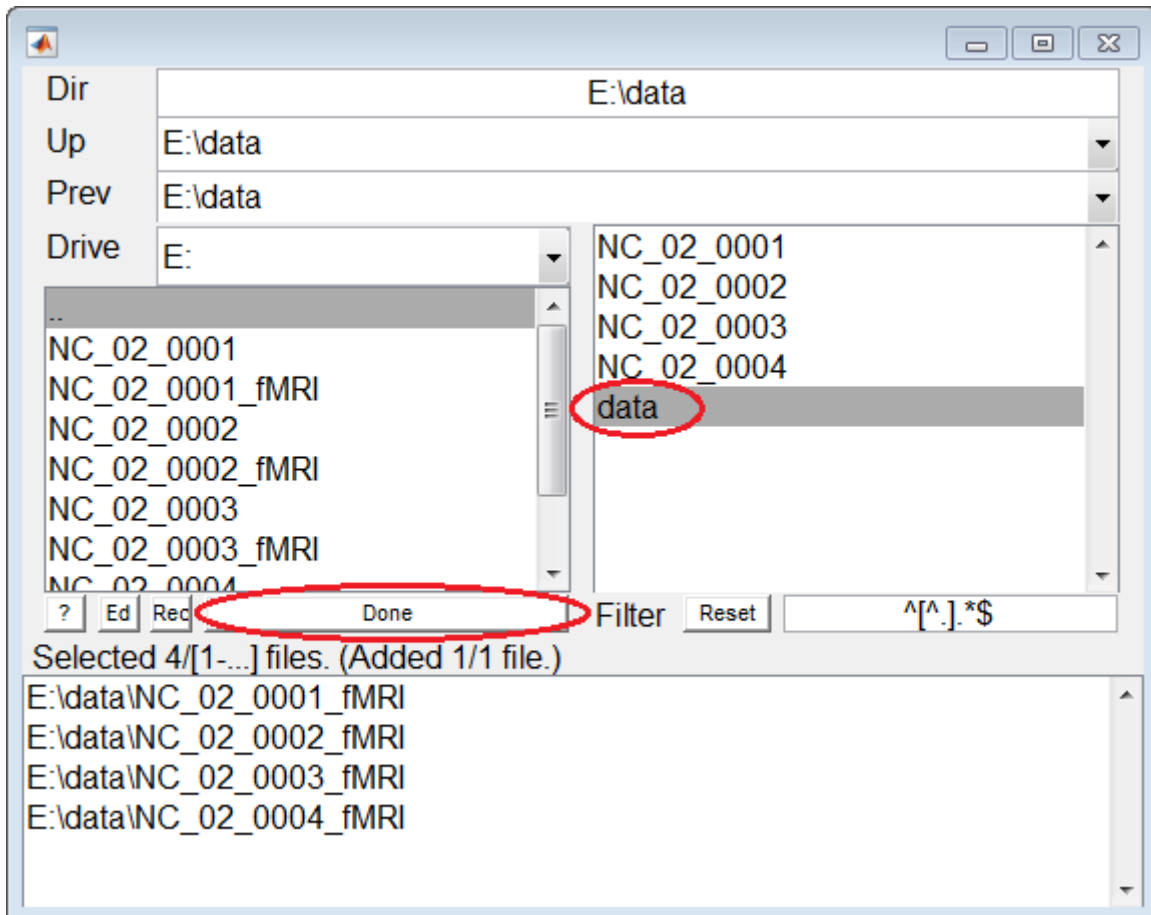 Dir E:\data
Up E:\data
Prev E:\data
Drive E:
..
NC_02_0001
NC_02_0001_fMRI
NC_02_0002
NC_02_0002_fMRI
NC_02_0003
NC_02_0003_fMRI
NC_02_0004
NC_02_0001
NC_02_0002
NC_02_0003
NC_02_0004
data
? Ed Rec Done Filter Reset ^[^.].*$
Selected 4/[1-...] files. (Added 1/1 file.)
E:\data\NC_02_0001_fMRI
E:\data\NC_02_0002_fMRI
E:\data\NC_02_0003_fMRI
E:\data\NC_02_0004_fMRI